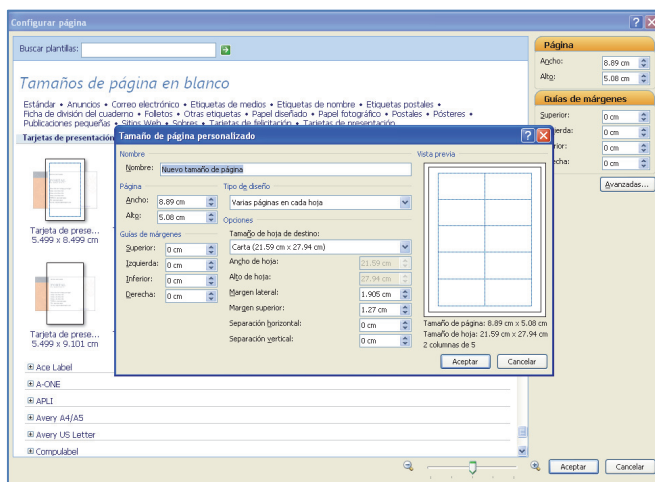 Configurar página
Buscar plantillas:
Tamaños de página en blanco
Estándar • Anuncios • Correo electrónico • Etiquetas de medios • Etiquetas de nombre • Etiquetas postales •
Ficha de división del cuaderno • Folletos • Otras etiquetas • Papel diseñado • Papel fotográfico • Postales • Pósteres •
Publicaciones pequeñas • Sitios Web • Sobres • Tarjetas de felicitación • Tarjetas de presentación
Tarjetas de presentación
Tarjeta de prese...
5.499 x 8.499 cm
Tarjeta de prese...
5.499 x 9.101 cm
Ace Label
A-ONE
APLI
Avery A4/A5
Avery US Letter
Compulabel
Página
Ancho: 8.89 cm
Alto: 5.08 cm
Guías de márgenes
Superior: 0 cm
uierda: 0 cm
rior: 0 cm
echa: 0 cm
Avanzadas...
Tamaño de página personalizado
Nombre
Nombre: Nuevo tamaño de página
Página
Ancho: 8.89 cm
Alto: 5.08 cm
Guías de márgenes
Superior: 0 cm
Izquierda: 0 cm
Inferior: 0 cm
Derecha: 0 cm
Tipo de diseño
Varias páginas en cada hoja
Opciones
Tamaño de hoja de destino:
Carta (21.59 cm x 27.94 cm)
Ancho de hoja: 21.59 cm
Alto de hoja: 27.94 cm
Margen lateral: 1.905 cm
Margen superior: 1.27 cm
Separación horizontal: 0 cm
Separación vertical: 0 cm
Vista previa
Tamaño de página: 8.89 cm x 5.08 cm
Tamaño de hoja: 21.59 cm x 27.94 cm
2 columnas de 5
Aceptar
Cancelar
Aceptar
Cancelar